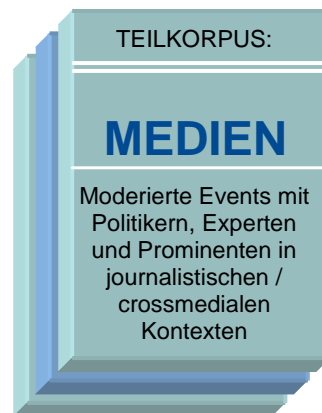 TEILKORPUS:
MEDIEN
Moderierte Events mit
Politikern, Experten
und Prominenten in
journalistischen /
crossmedialen
Kontexten